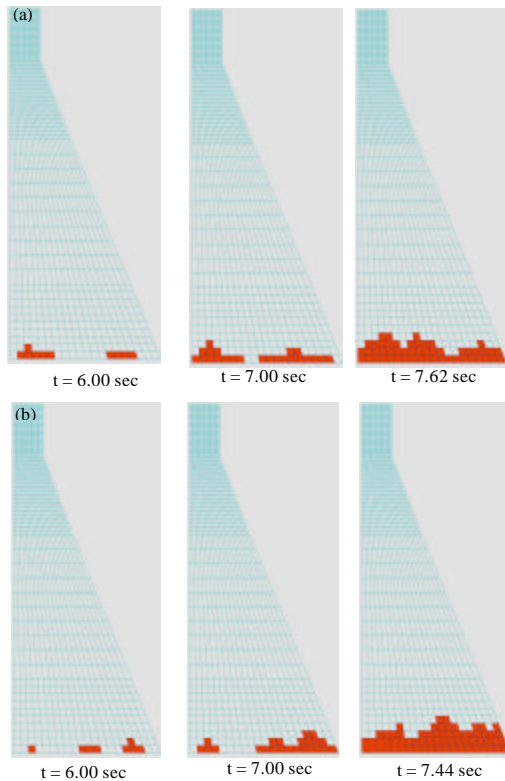 (a)
t = 6.00 sec
t = 7.00 sec
t = 7.62 sec
(b)
t = 6.00 sec
t = 7.00 sec
t = 7.44 sec